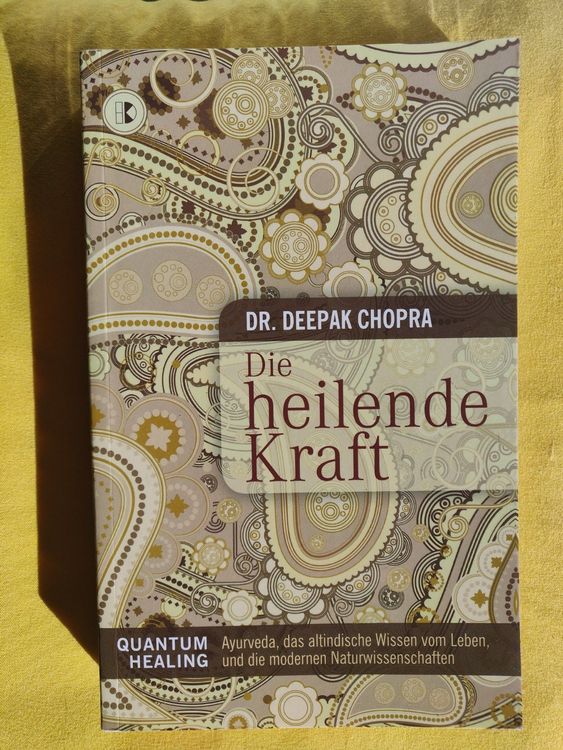 DR. DEEPAK CHOPRA
Die
heilende
Kraft
QUANTUM
HEALING
Ayurveda, das altindische Wissen vom Leben,
und die modernen Naturwissenschaften